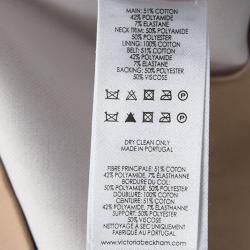 MAIN: 51% COTTON
42% POLYAMIDE
7% ELASTANE
NECK TRIM: 50% POLYAMIDE
50% POLYESTER
LINING: 100% COTTON
BELT: 51% COTTON
42% POLYAMIDE
7% ELASTANE
BACKING: 50% POLYESTER
50% VISCOSE
DRY CLEAN ONLY
MADE IN PORTUGAL
FIBRE PRINCIPALE: 51% COTON
42% POLYAMIDE, 7% ÉLASTHANNE
BORDURE DU COL:
50% POLYAMIDE, 50% POLYESTER
DOUBLURE: 100% COTON
CENTURE: 51% COTON
42% POLYAMIDE, 7% ÉLASTHANNE
SUPPORT: 50% POLYESTER
50% VISCOSE
NETTOYAGE À SEC UNIQUEMENT
FABRIQUÉ AU PORTUGAL
www.victoriabeckham.com